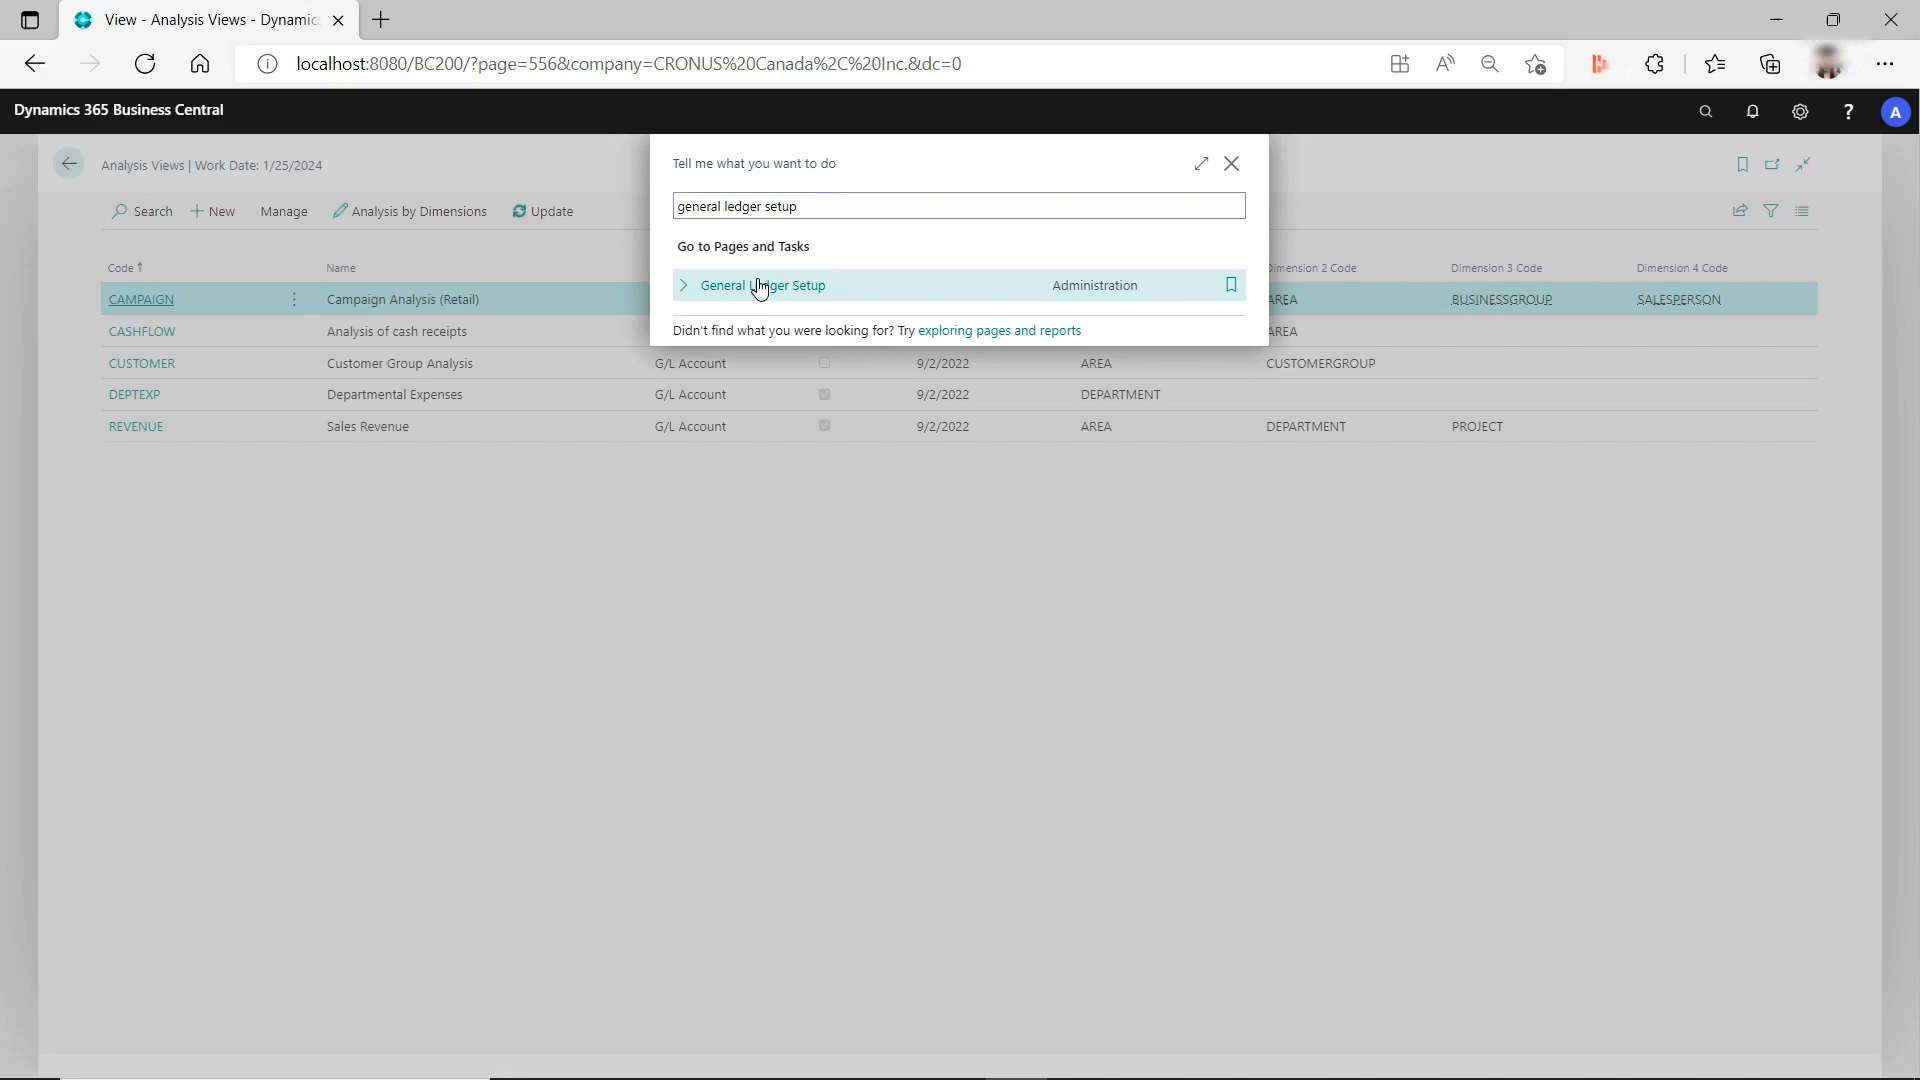 View - Analysis Views - Dynamic
localhost:8080/BC200/?page=556&company=CRONUS%20Canada%2C%20Inc.&dc=0
Dynamics 365 Business Central
A
Analysis Views | Work Date: 1/25/2024
Tell me what you want to do
general ledger setup
Go to Pages and Tasks
General Ledger Setup Administration
Didn't find what you were looking for? Try exploring pages and reports
Search New Manage Analysis by Dimensions Update
Code Name Dimension 2 Code Dimension 3 Code Dimension 4 Code
CAMPAIGN Campaign Analysis (Retail) AREA BUSINESSGROUP SALESPERSON
CASHFLOW Analysis of cash receipts AREA
CUSTOMER Customer Group Analysis G/L Account 9/2/2022 AREA CUSTOMERGROUP
DEPTEXP Departmental Expenses G/L Account 9/2/2022 DEPARTMENT
REVENUE Sales Revenue G/L Account 9/2/2022 AREA DEPARTMENT PROJECT